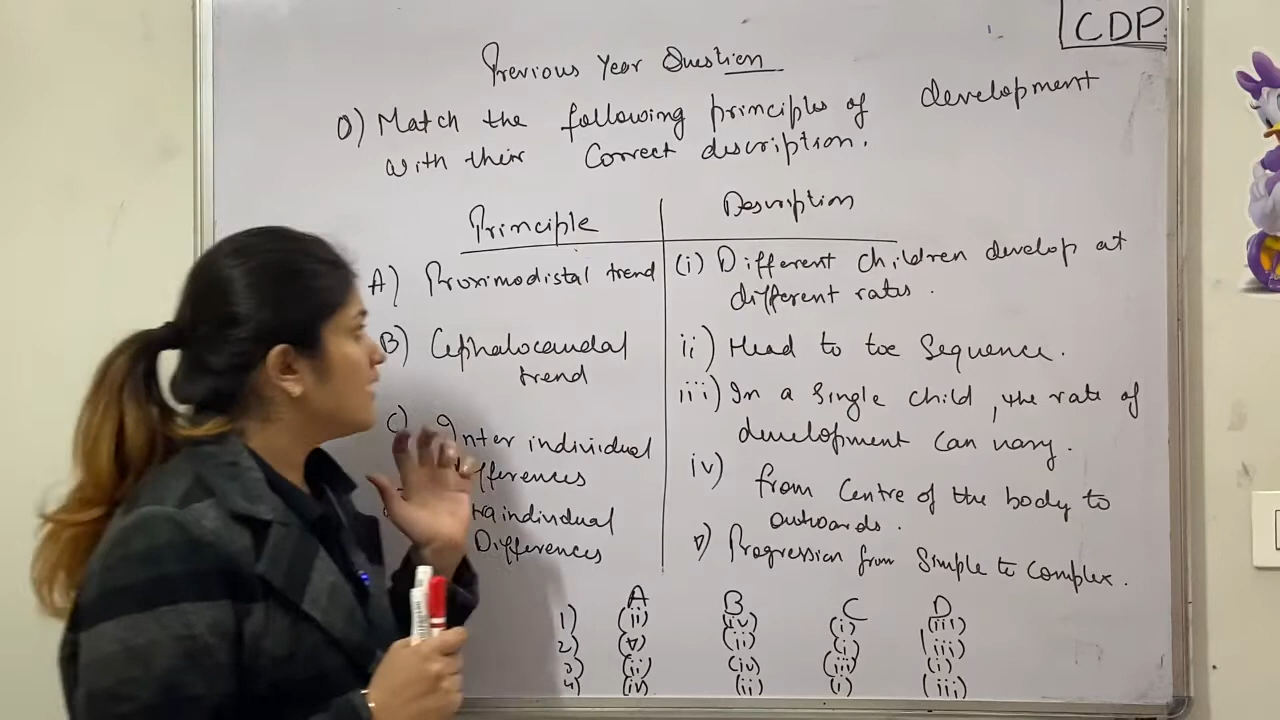 CDP
Previous Year Question
Q) Match the following principles of development
with their Correct description.
Principle
Description
A) Proximodistal trend
(i) Different children develop at
different rates.
B) Cephalocaudal
trend
ii) Head to toe Sequence.
C) Inter individual
differences
iii) In a single child, the rate of
development can vary.
individual
Differences
iv) from Centre of the body to
outwards.
v) Progression from Simple to complex.
A B C D
1) (ii) (iv) (i) (iii)
2) (v) (ii) (i) (iii)
3) (ii) (iv) (iii) (i)
4) (iv) (ii) (i) (iii)